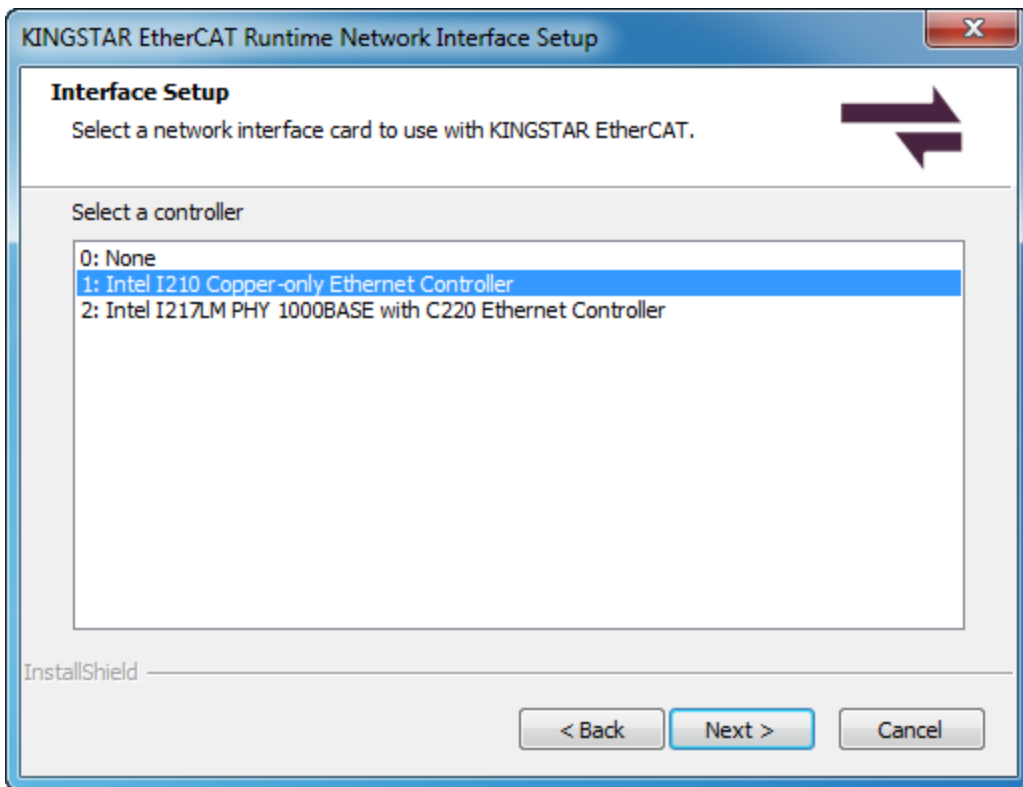 KINGSTAR EtherCAT Runtime Network Interface Setup
Interface Setup
Select a network interface card to use with KINGSTAR EtherCAT.
Select a controller
0: None
1: Intel I210 Copper-only Ethernet Controller
2: Intel I217LM PHY 1000BASE with C220 Ethernet Controller
InstallShield
< Back Next > Cancel